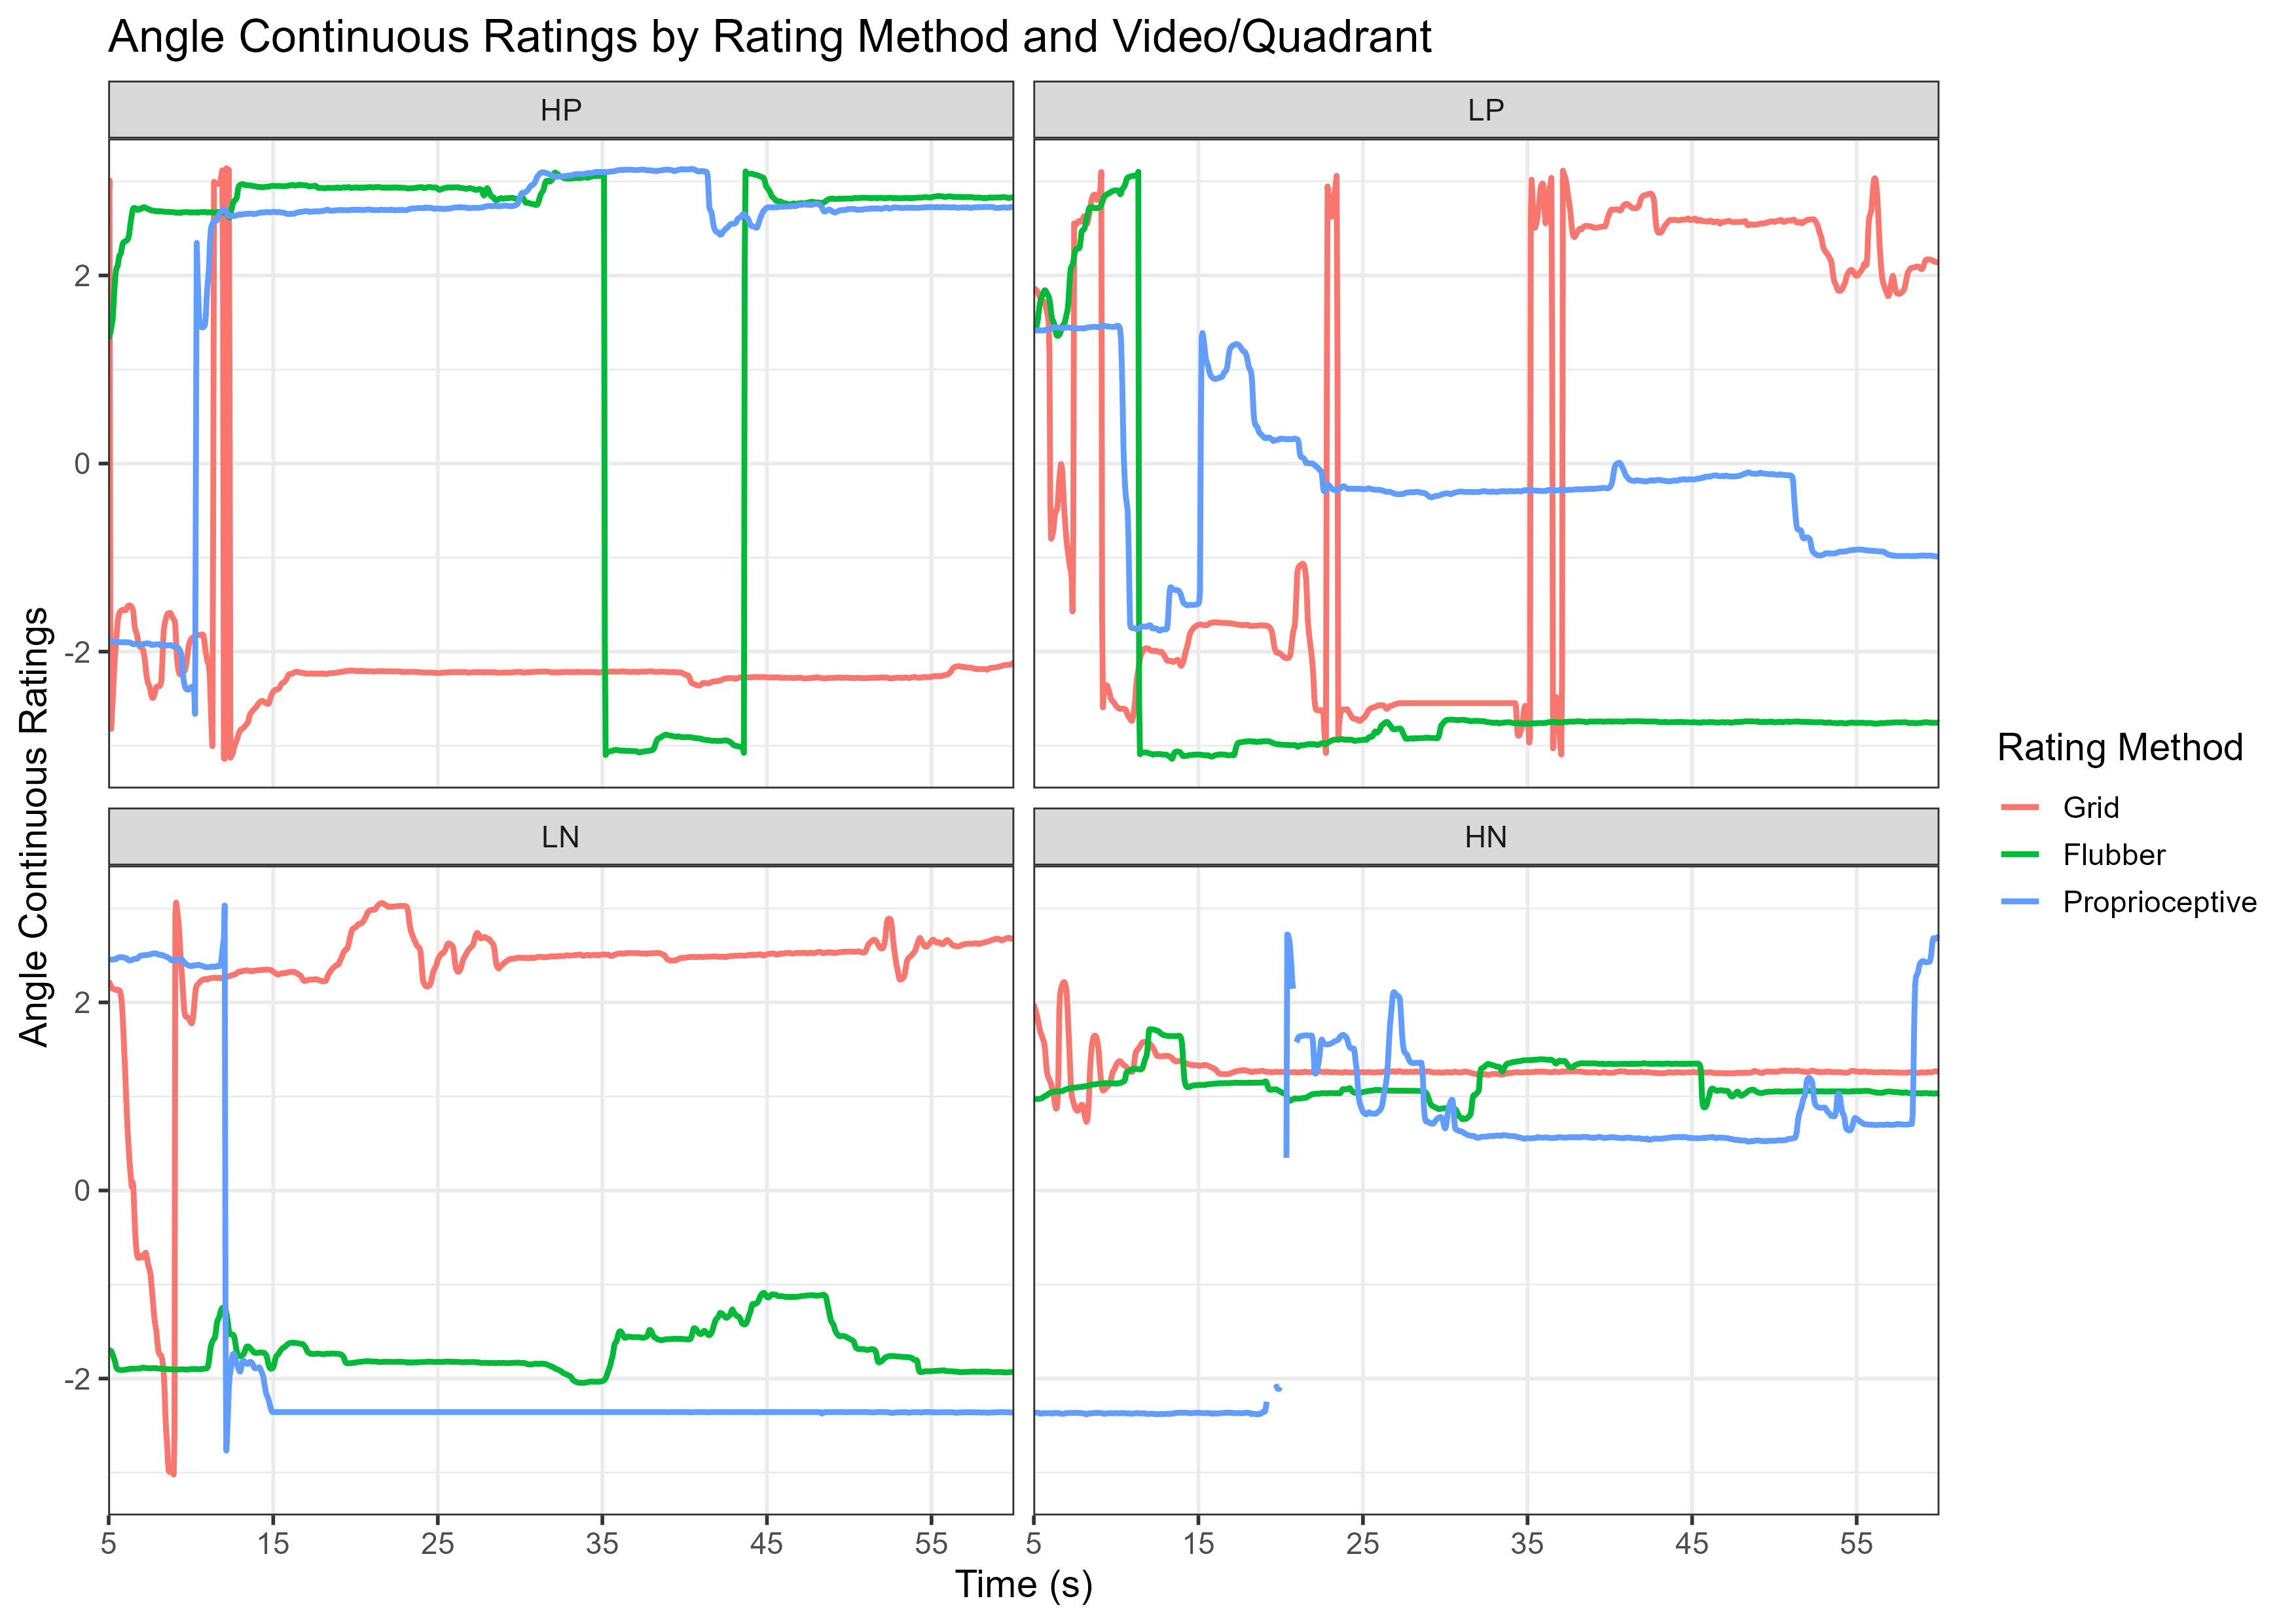 Angle Continuous Ratings by Rating Method and Video/Quadrant
HP
LP
2
0
-2
LN
HN
2
0
-2
5 15 25 35 45 55
5 15 25 35 45 55
Time (s)
Angle Continuous Ratings
Rating Method
Grid
Flubber
Proprioceptive